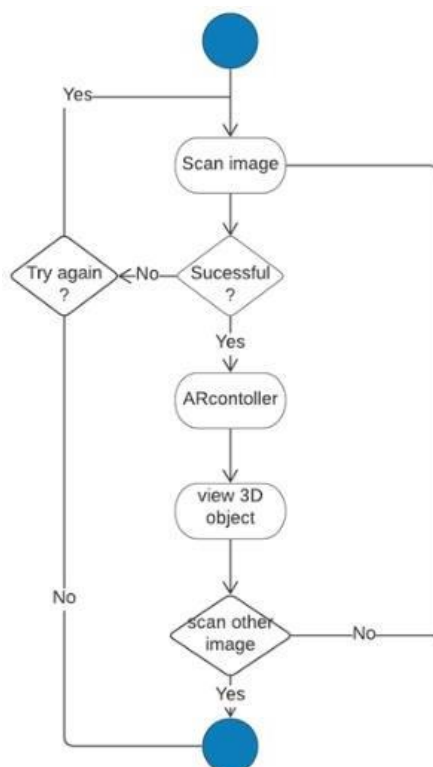 Yes
Scan image
Try again
?
No
Sucessful
?
Yes
ARcontoller
view 3D
object
No
scan other
image
No
Yes